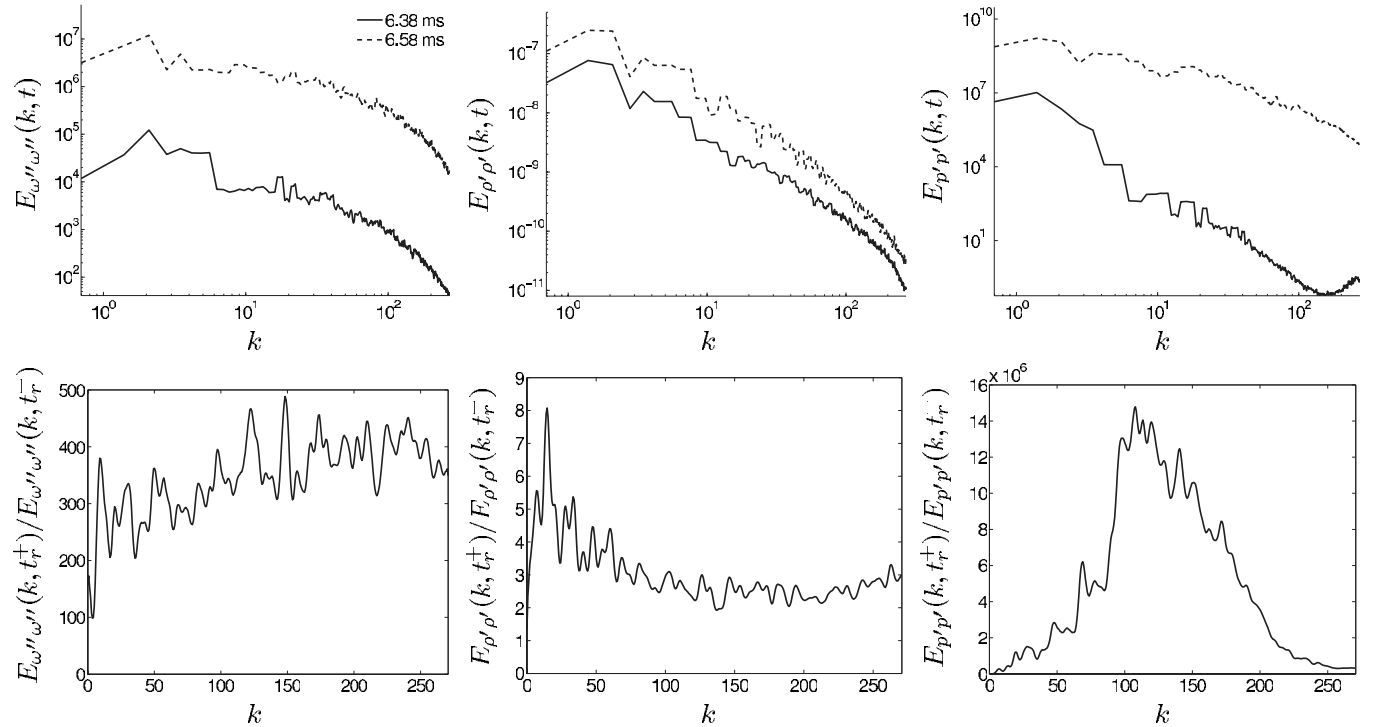 6.38 ms
6.58 ms
E_{ω''ω''}(k, t)
10^7
10^6
10^5
10^4
10^3
10^2
10^0
10^1
10^2
k
E_{ρ'ρ'}(k, t)
10^{-7}
10^{-8}
10^{-9}
10^{-10}
10^{-11}
10^0
10^1
10^2
k
E_{p'p'}(k, t)
10^{10}
10^7
10^4
10^1
10^0
10^1
10^2
k
E_{ω''ω''}(k, t_r^+)/E_{ω''ω''}(k, t_r^-)
500
400
300
200
100
0
0 50 100 150 200 250
k
E_{ρ'ρ'}(k, t_r^+)/E_{ρ'ρ'}(k, t_r^-)
9
8
7
6
5
4
3
2
1
0
0 50 100 150 200 250
k
E_{p'p'}(k, t_r^+)/E_{p'p'}(k, t_r
x 10^6
16
14
12
10
8
6
4
2
0
0 50 100 150 200 250
k